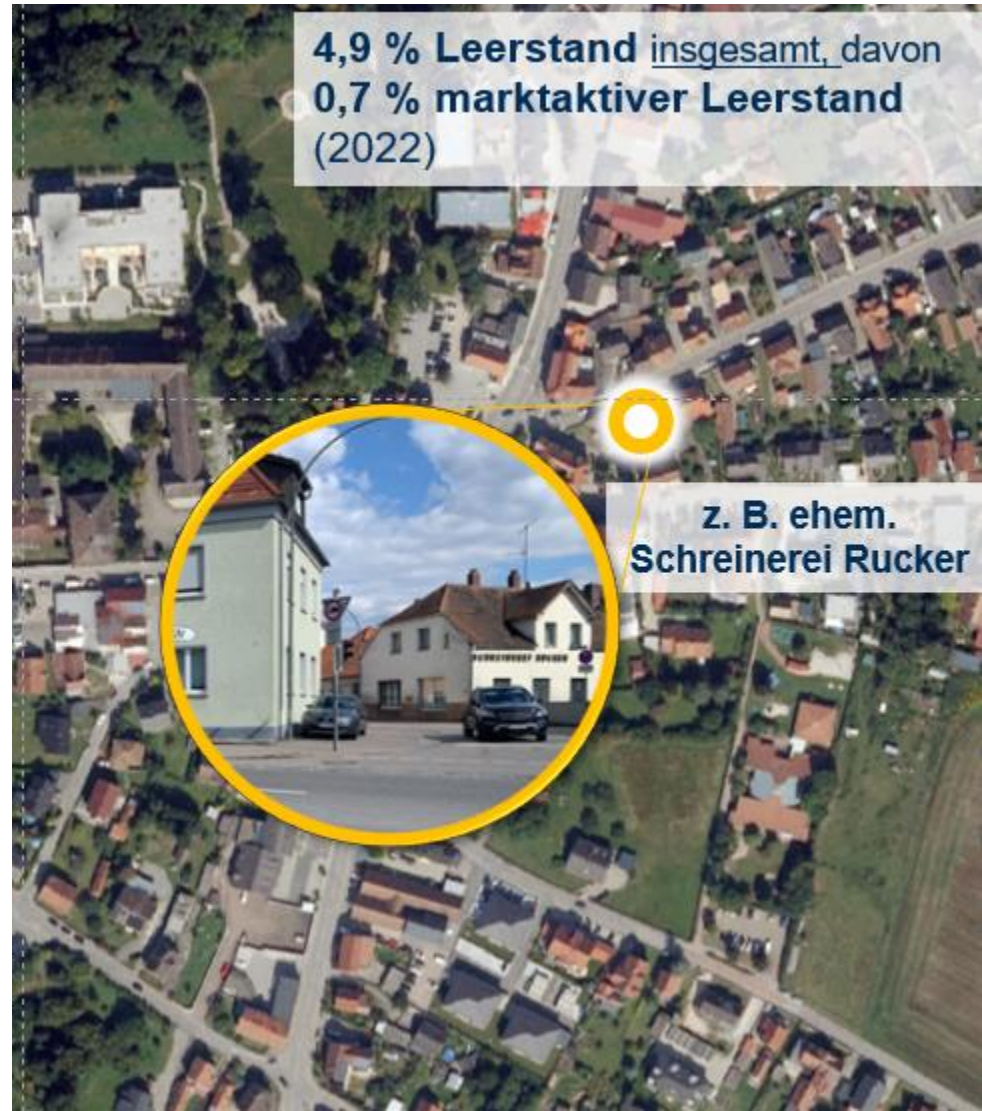 4,9 % Leerstand insgesamt, davon
0,7 % marktaktiver Leerstand
(2022)
z. B. ehem.
Schreinerei Rucker